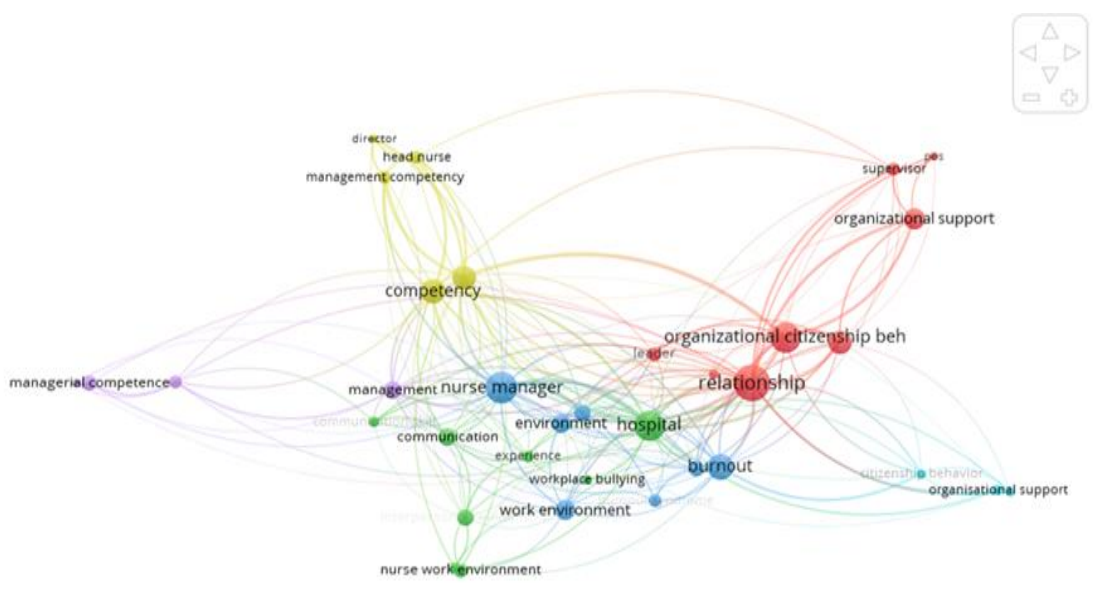 director
head nurse
management competency
pos
supervisor
organizational support
competency
organizational citizenship beh
leader
relationship
managerial competence
management
nurse manager
environment
hospital
communication
experience
burnout
workplace bullying
citizenship behavior
organisational support
work environment
nurse work environment